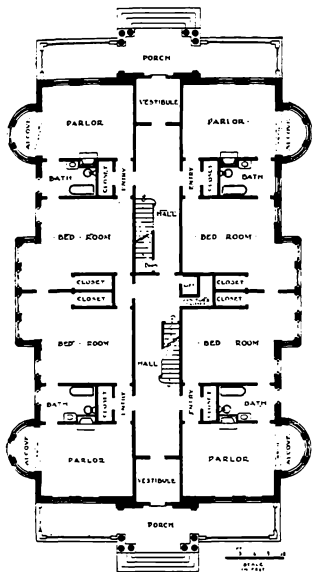 PORCH
VESTIBULE
PARLOR
PARLOR
ALCOVE
ALCOVE
BATH
CLOSET
ENTRY
ENTRY
CLOSET
BATH
HALL
BED-ROOM
BED ROOM
CLOSET
LIFT
CLOSET
CLOSET
CLOSET
BED-ROOM
BED ROOM
HALL
BATH
CLOSET
ENTRY
ENTRY
CLOSET
BATH
ALCOVE
ALCOVE
PARLOR
PARLOR
VESTIBULE
PORCH
SCALE
IN FEET